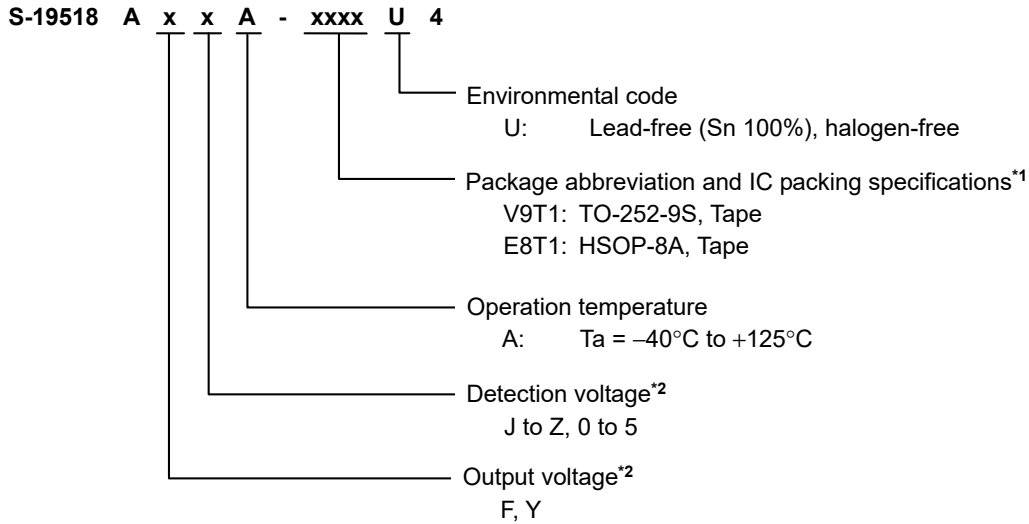 S-19518 A x x A - xxxx U 4
Environmental code
U: Lead-free (Sn 100%), halogen-free
Package abbreviation and IC packing specifications*1
V9T1: TO-252-9S, Tape
E8T1: HSOP-8A, Tape
Operation temperature
A: Ta = −40°C to +125°C
Detection voltage*2
J to Z, 0 to 5
Output voltage*2
F, Y